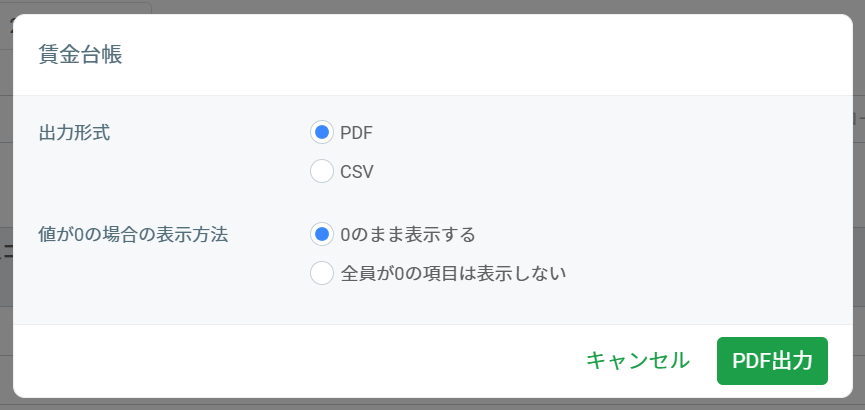 賃金台帳
出力形式
PDF
CSV
値が0の場合の表示方法
0のまま表示する
全員が0の項目は表示しない
キャンセル
PDF出力